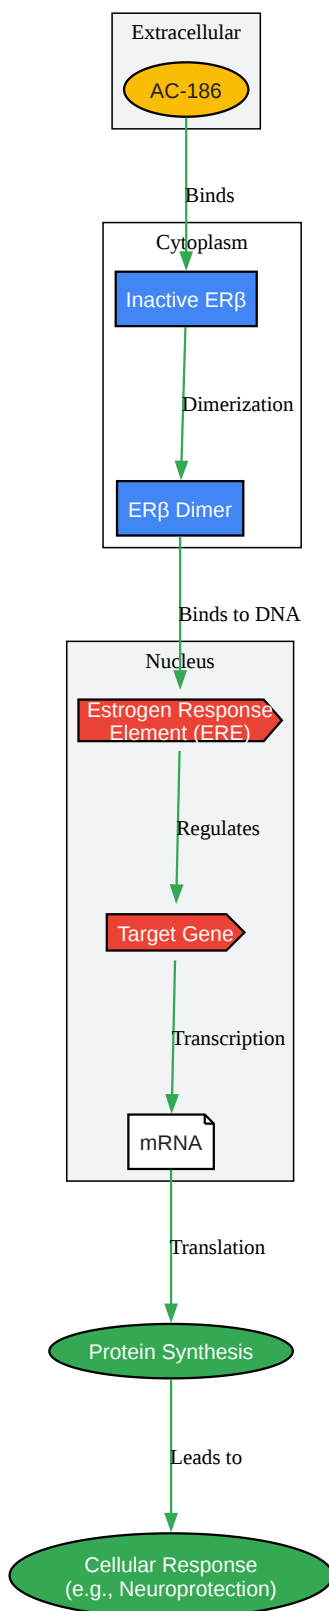 Extracellular
AC-186
Binds
Cytoplasm
Inactive ERβ
Dimerization
ERβ Dimer
Binds to DNA
Nucleus
Estrogen Response
Element (ERE)
Regulates
Target Gene
Transcription
mRNA
Translation
Protein Synthesis
Leads to
Cellular Response
(e.g., Neuroprotection)